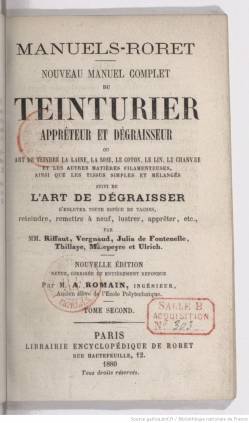 MANUELS-RORET
NOUVEAU MANUEL COMPLET
DU
TEINTURIER
APPRÊTEUR ET DÉGRAISSEUR
OU
ART DE TEINDRE LA LAINE, LA SOIE, LE COTON, LE LIN, LE CHANVRE
ET LES AUTRES MATIÈRES FILAMENTEUSES,
AINSI QUE LES TISSUS SIMPLES ET MÉLANGÉS
SUIVI DE
L'ART DE DÉGRAISSER
D'ENLEVER TOUTE ESPÈCE DE TACHES,
reteindre, remettre à neuf, lustrer, apprêter, etc.,
PAR
MM. Riffaut, Vergnaud, Julia de Fontenelle,
Thillaye, Malepeyre et Ulrich.
NOUVELLE ÉDITION
REVUE, CORRIGÉE ET ENTIÈREMENT REFONDUE
Par M. A. ROMAIN, INGÉNIEUR,
Ancien élève de l'École Polytechnique.
TOME SECOND.
SALLE B
ACQUISITION
PARIS
LIBRAIRIE ENCYCLOPÉDIQUE DE RORET
RUE HAUTEFEUILLE, 12.
1880
Tous droits réservés.
Source gallica.bnf.fr / Bibliothèque nationale de France